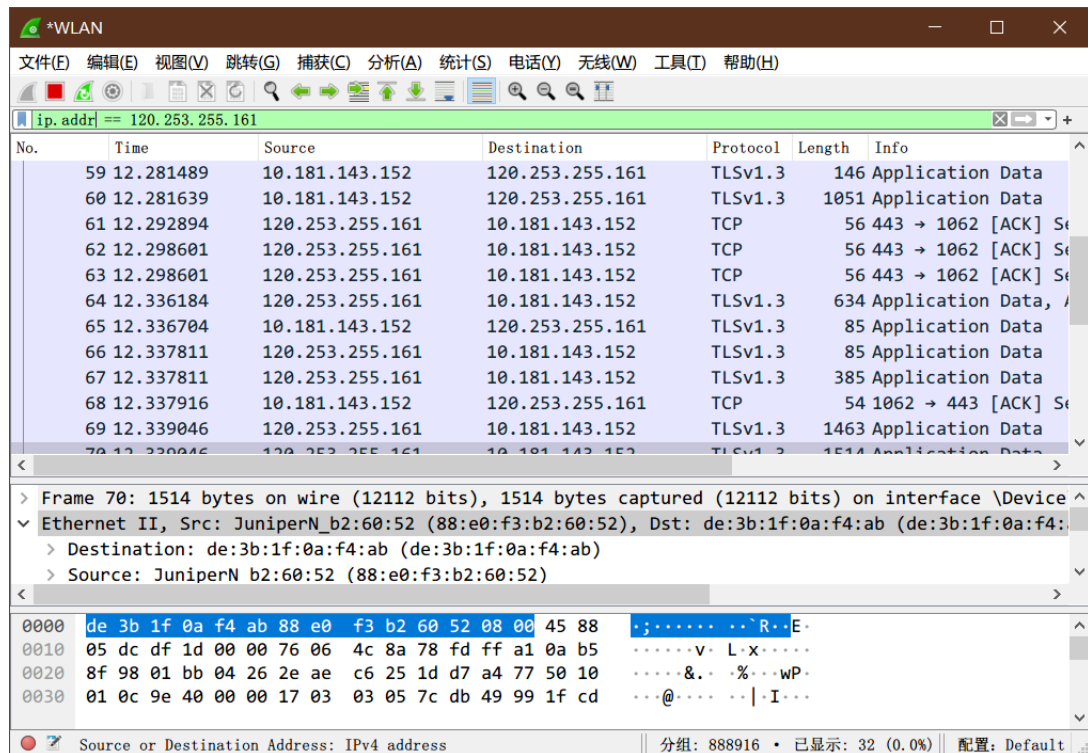 *WLAN
文件(F) 编辑(E) 视图(V) 跳转(G) 捕获(C) 分析(A) 统计(S) 电话(Y) 无线(W) 工具(T) 帮助(H)
ip.addr == 120.253.255.161
No. Time Source Destination Protocol Length Info
59 12.281489 10.181.143.152 120.253.255.161 TLSv1.3 146 Application Data
60 12.281639 10.181.143.152 120.253.255.161 TLSv1.3 1051 Application Data
61 12.292894 120.253.255.161 10.181.143.152 TCP 56 443 → 1062 [ACK] Se
62 12.298601 120.253.255.161 10.181.143.152 TCP 56 443 → 1062 [ACK] Se
63 12.298601 120.253.255.161 10.181.143.152 TCP 56 443 → 1062 [ACK] Se
64 12.336184 120.253.255.161 10.181.143.152 TLSv1.3 634 Application Data, A
65 12.336704 10.181.143.152 120.253.255.161 TLSv1.3 85 Application Data
66 12.337811 120.253.255.161 10.181.143.152 TLSv1.3 85 Application Data
67 12.337811 120.253.255.161 10.181.143.152 TLSv1.3 385 Application Data
68 12.337916 10.181.143.152 120.253.255.161 TCP 54 1062 → 443 [ACK] Se
69 12.339046 120.253.255.161 10.181.143.152 TLSv1.3 1463 Application Data
70 12.339046 120.253.255.161 10.181.143.152 TLSv1.3 1514 Application Data
Frame 70: 1514 bytes on wire (12112 bits), 1514 bytes captured (12112 bits) on interface \Device
Ethernet II, Src: JuniperN_b2:60:52 (88:e0:f3:b2:60:52), Dst: de:3b:1f:0a:f4:ab (de:3b:1f:0a:f4:
Destination: de:3b:1f:0a:f4:ab (de:3b:1f:0a:f4:ab)
Source: JuniperN b2:60:52 (88:e0:f3:b2:60:52)
0000 de 3b 1f 0a f4 ab 88 e0 f3 b2 60 52 08 00 45 88 ·;······ ··`R··E·
0010 05 dc df 1d 00 00 76 06 4c 8a 78 fd ff a1 0a b5 ······v· L·x·····
0020 8f 98 01 bb 04 26 2e ae c6 25 1d d7 a4 77 50 10 ·····&.· ·%···wP·
0030 01 0c 9e 40 00 00 17 03 03 05 7c db 49 99 1f cd ···@···· ··|·I···
Source or Destination Address: IPv4 address 分组: 888916 · 已显示: 32 (0.0%) 配置: Default